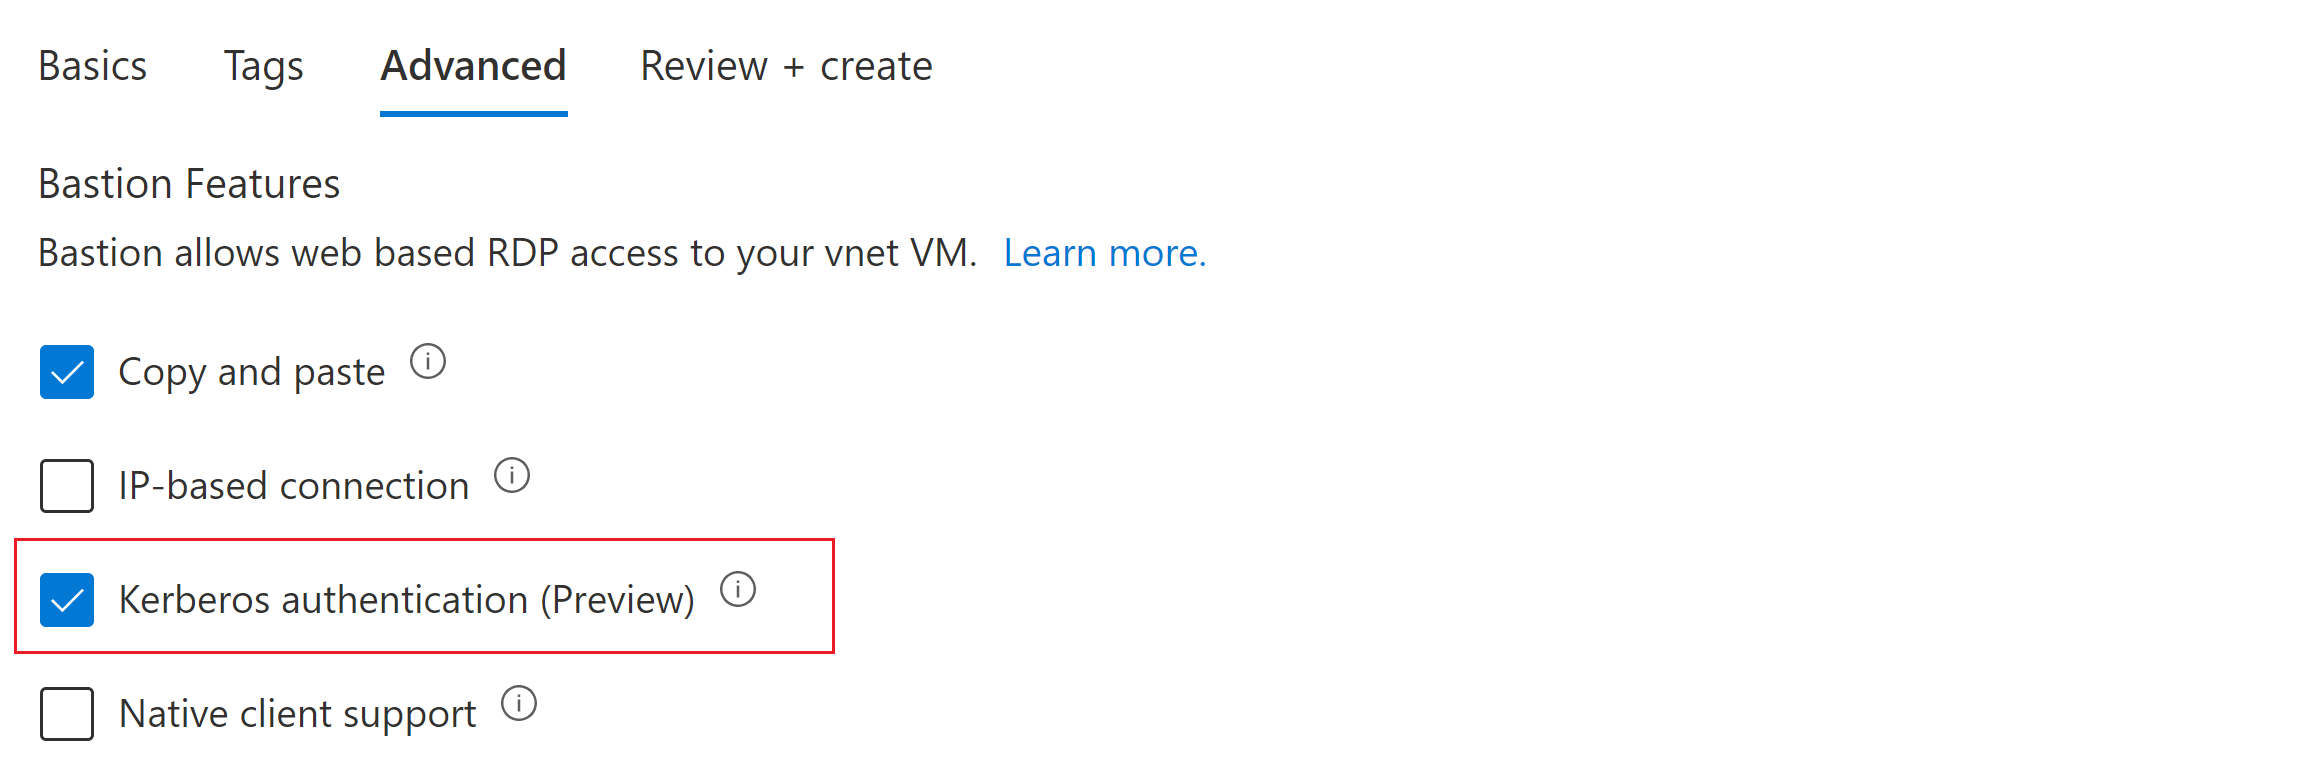 Basics Tags Advanced Review + create
Bastion Features
Bastion allows web based RDP access to your vnet VM. Learn more.
Copy and paste
IP-based connection
Kerberos authentication (Preview)
Native client support